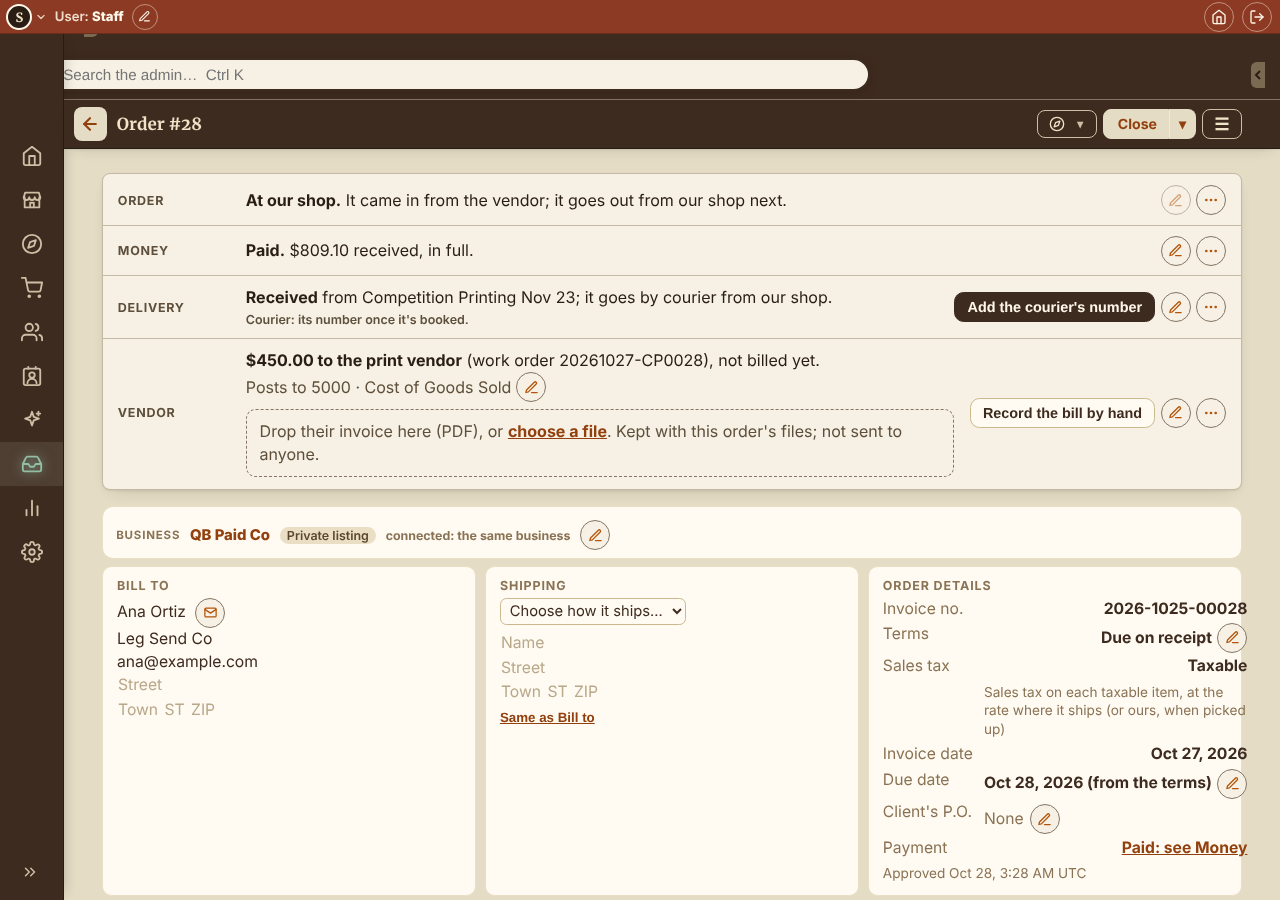 S User: Staff
Search the admin… Ctrl K
Order #28
Close
ORDER
At our shop. It came in from the vendor; it goes out from our shop next.
MONEY
Paid. $809.10 received, in full.
DELIVERY
Received from Competition Printing Nov 23; it goes by courier from our shop.
Courier: its number once it's booked.
Add the courier's number
VENDOR
$450.00 to the print vendor (work order 20261027-CP0028), not billed yet.
Posts to 5000 · Cost of Goods Sold
Drop their invoice here (PDF), or choose a file. Kept with this order's files; not sent to
anyone.
Record the bill by hand
BUSINESS QB Paid Co Private listing connected: the same business
BILL TO
Ana Ortiz
Leg Send Co
ana@example.com
Street
Town ST ZIP
SHIPPING
Choose how it ships...
Name
Street
Town ST ZIP
Same as Bill to
ORDER DETAILS
Invoice no. 2026-1025-00028
Terms Due on receipt
Sales tax Taxable
Sales tax on each taxable item, at the
rate where it ships (or ours, when picked
up)
Invoice date Oct 27, 2026
Due date Oct 28, 2026 (from the terms)
Client's P.O. None
Payment Paid: see Money
Approved Oct 28, 3:28 AM UTC